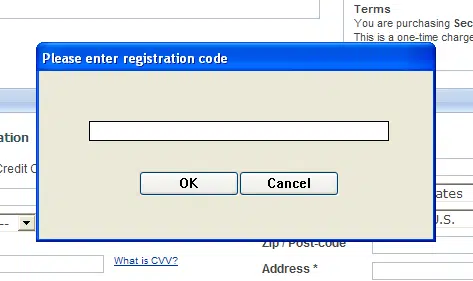 Terms
You are purchasing Sec
This is a one-time charge
Please enter registration code
ation
Credit C
OK
Cancel
tates
--
U.S.
Zip / Post-code
What is CVV?
Address *